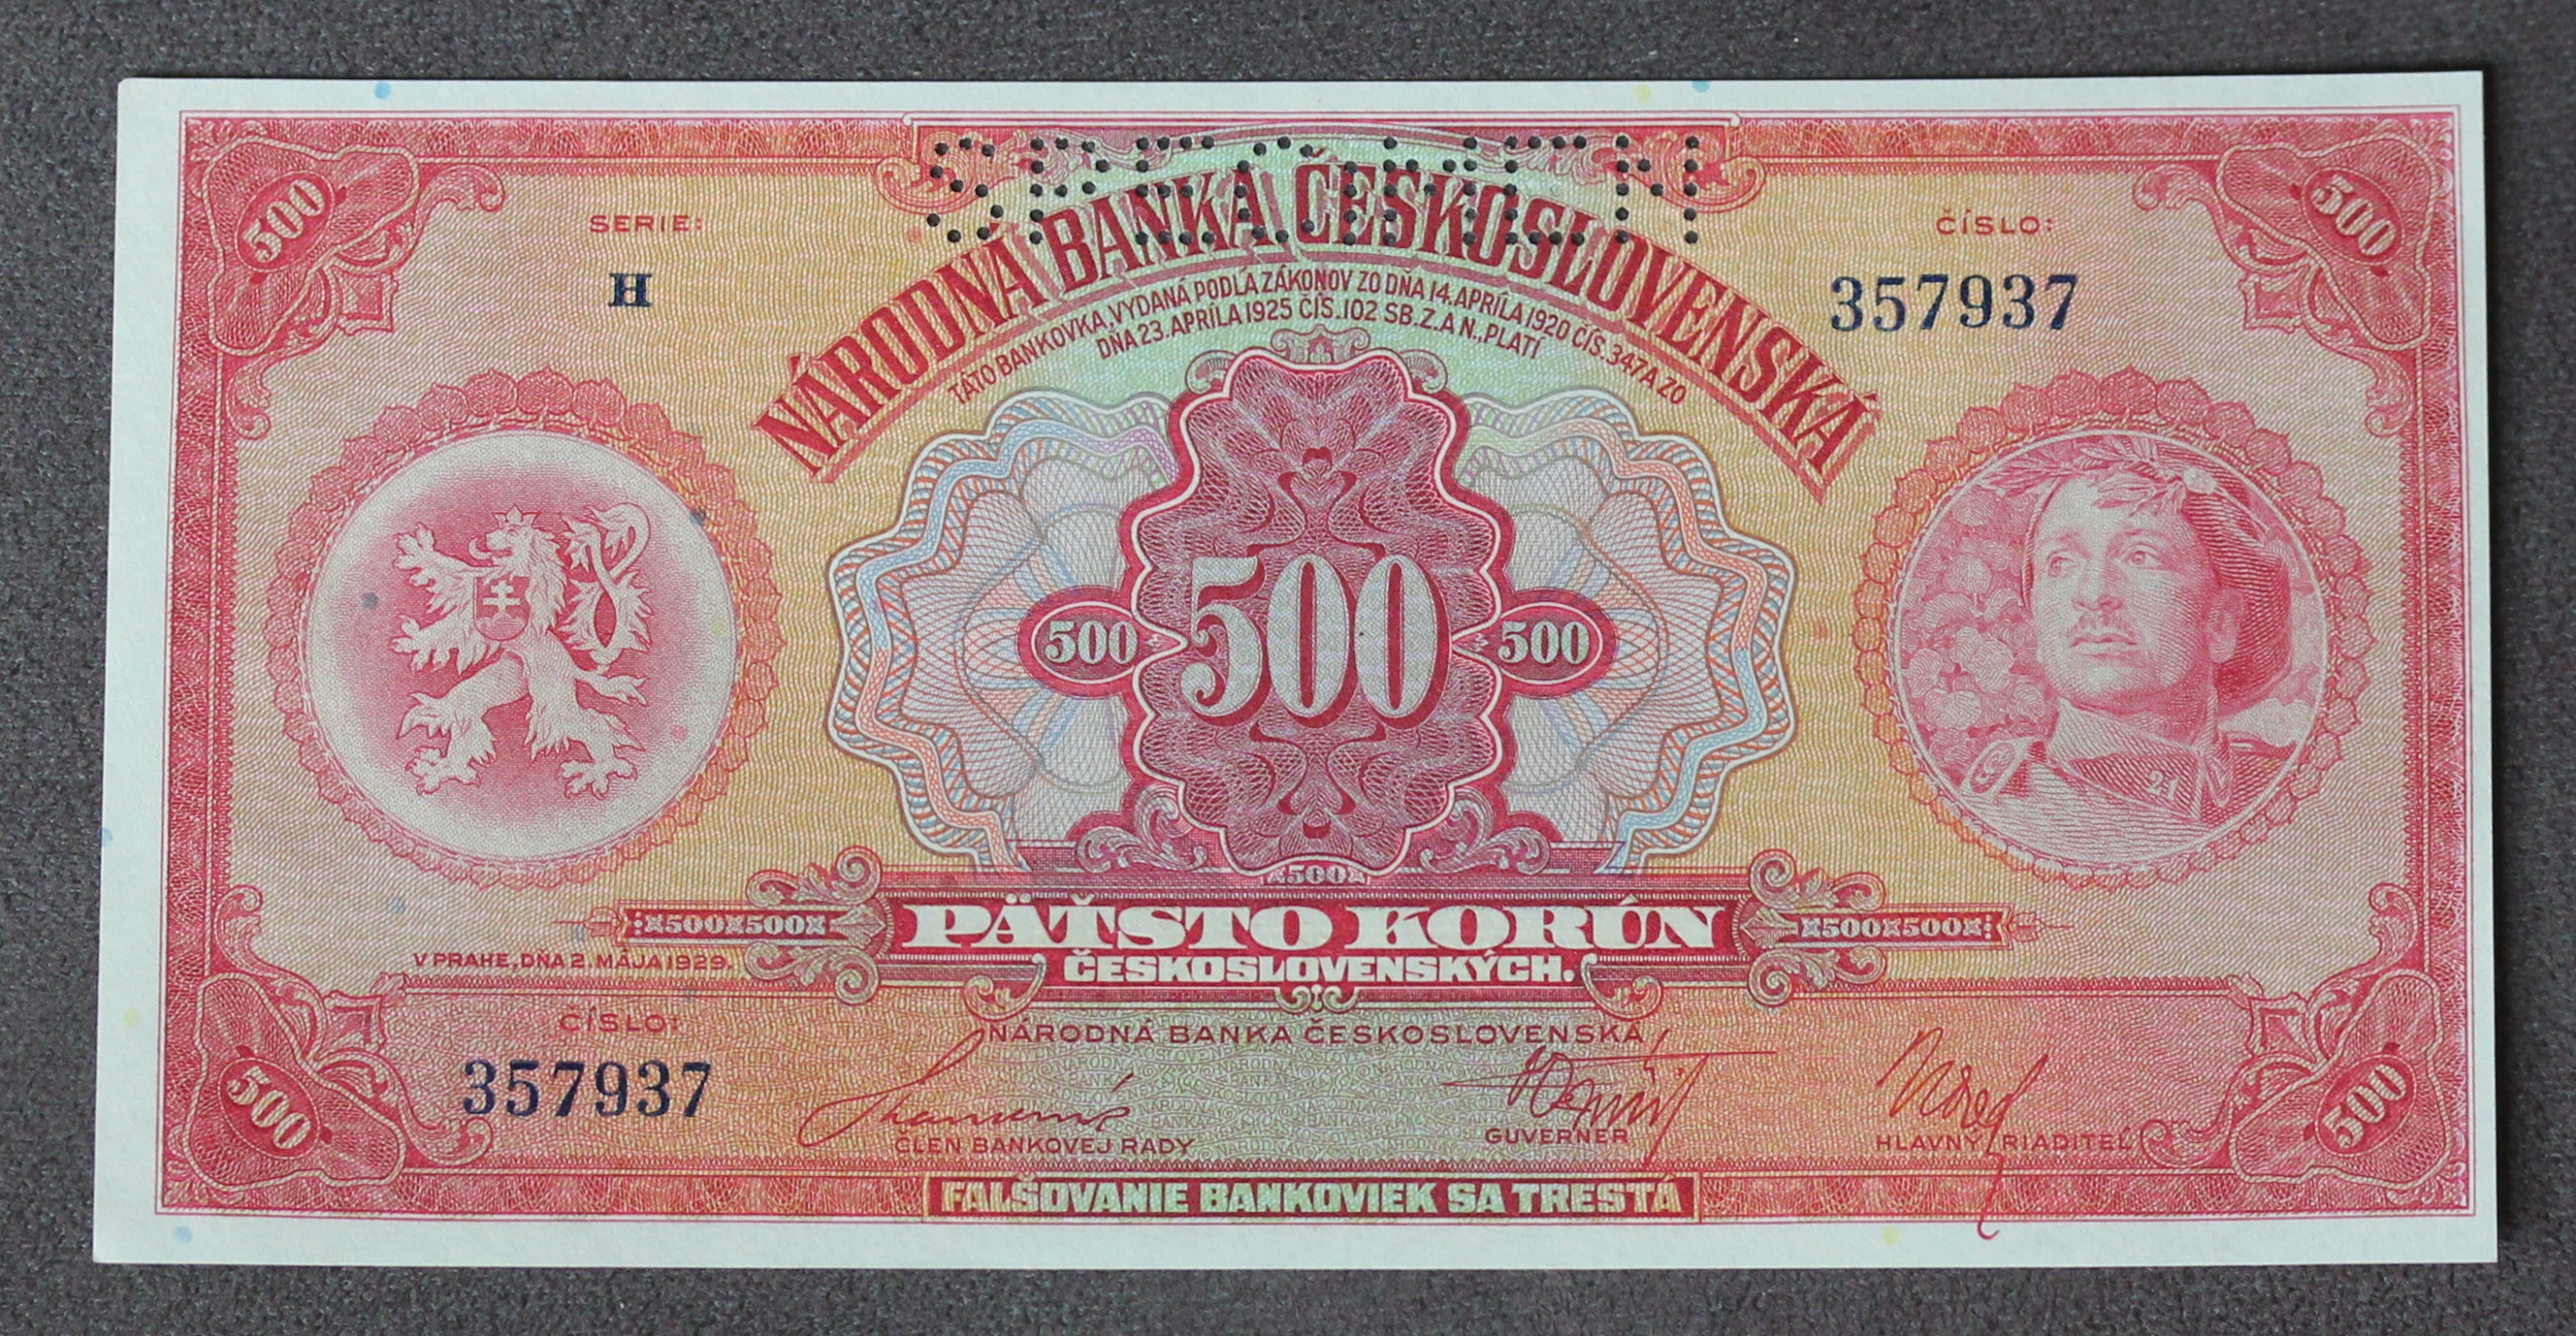 SPECIMEN
500
500
SERIE:
H
ČÍSLO:
357937
NÁRODNÁ BANKA ČESKOSLOVENSKÁ
TÁTO BANKOVKA, VYDANÁ PODĽA ZÁKONOV ZO DŇA 14. APRÍLA 1920 ČÍS. 347 A ZO
DŇA 23. APRÍLA 1925 ČÍS. 102 SB. Z. A N., PLATÍ
500 500 500
21
500
500 500
PÄŤSTO KORÚN
500 500
ČESKOSLOVENSKÝCH.
V PRAHE, DŇA 2. MÁJA 1929.
ČÍSLO:
357937
NÁRODNÁ BANKA ČESKOSLOVENSKÁ
ČLEN BANKOVEJ RADY
GUVERNER
HLAVNÝ RIADITEĽ
500
500
FALŠOVANIE BANKOVIEK SA TRESTÁ